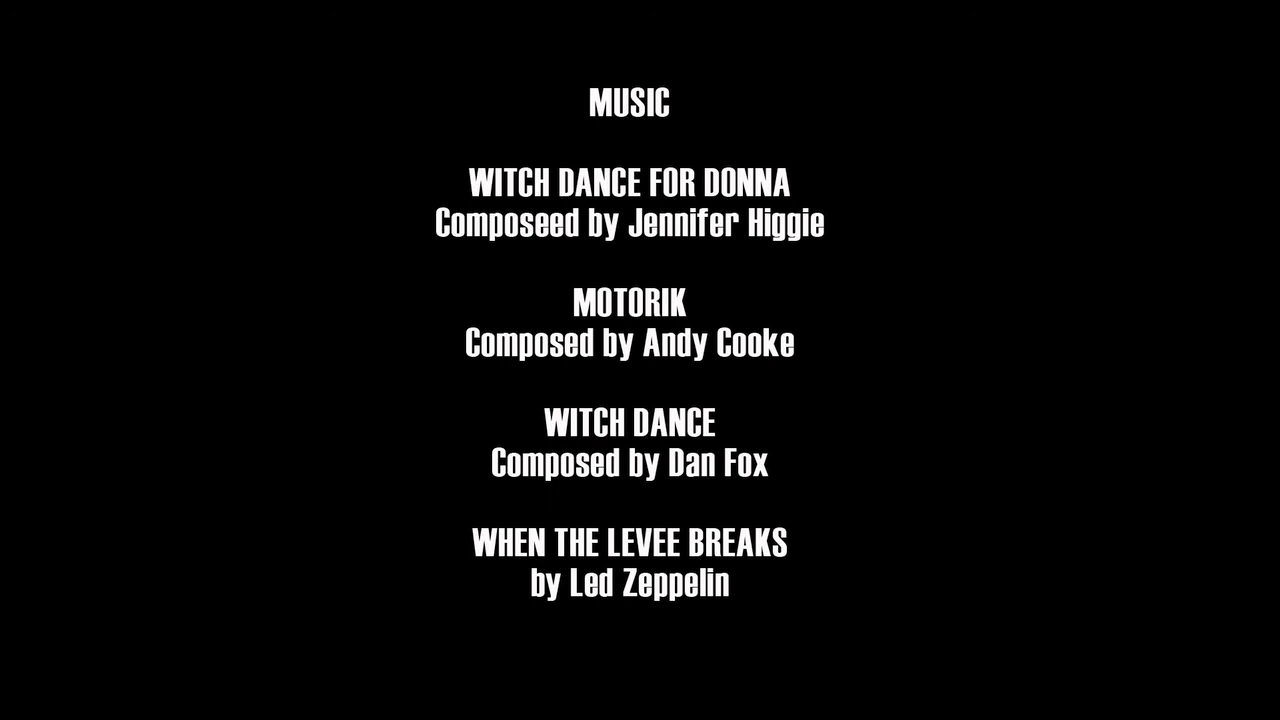 MUSIC
WITCH DANCE FOR DONNA
Composeed by Jennifer Higgie
MOTORIK
Composed by Andy Cooke
WITCH DANCE
Composed by Dan Fox
WHEN THE LEVEE BREAKS
by Led Zeppelin